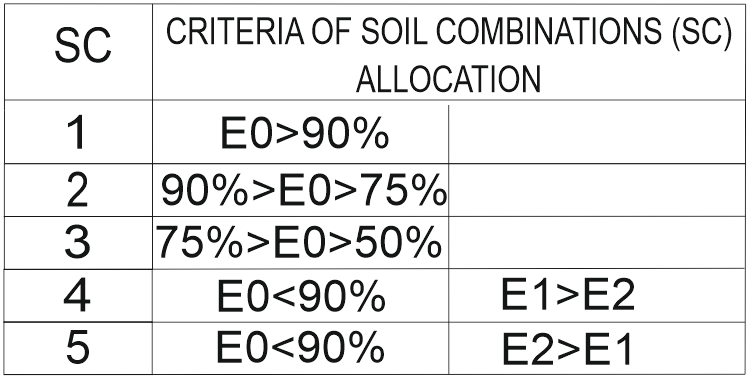 SC
CRITERIA OF SOIL COMBINATIONS (SC)
ALLOCATION
1 E0>90%
2 90%>E0>75%
3 75%>E0>50%
4 E0<90% E1>E2
5 E0<90% E2>E1